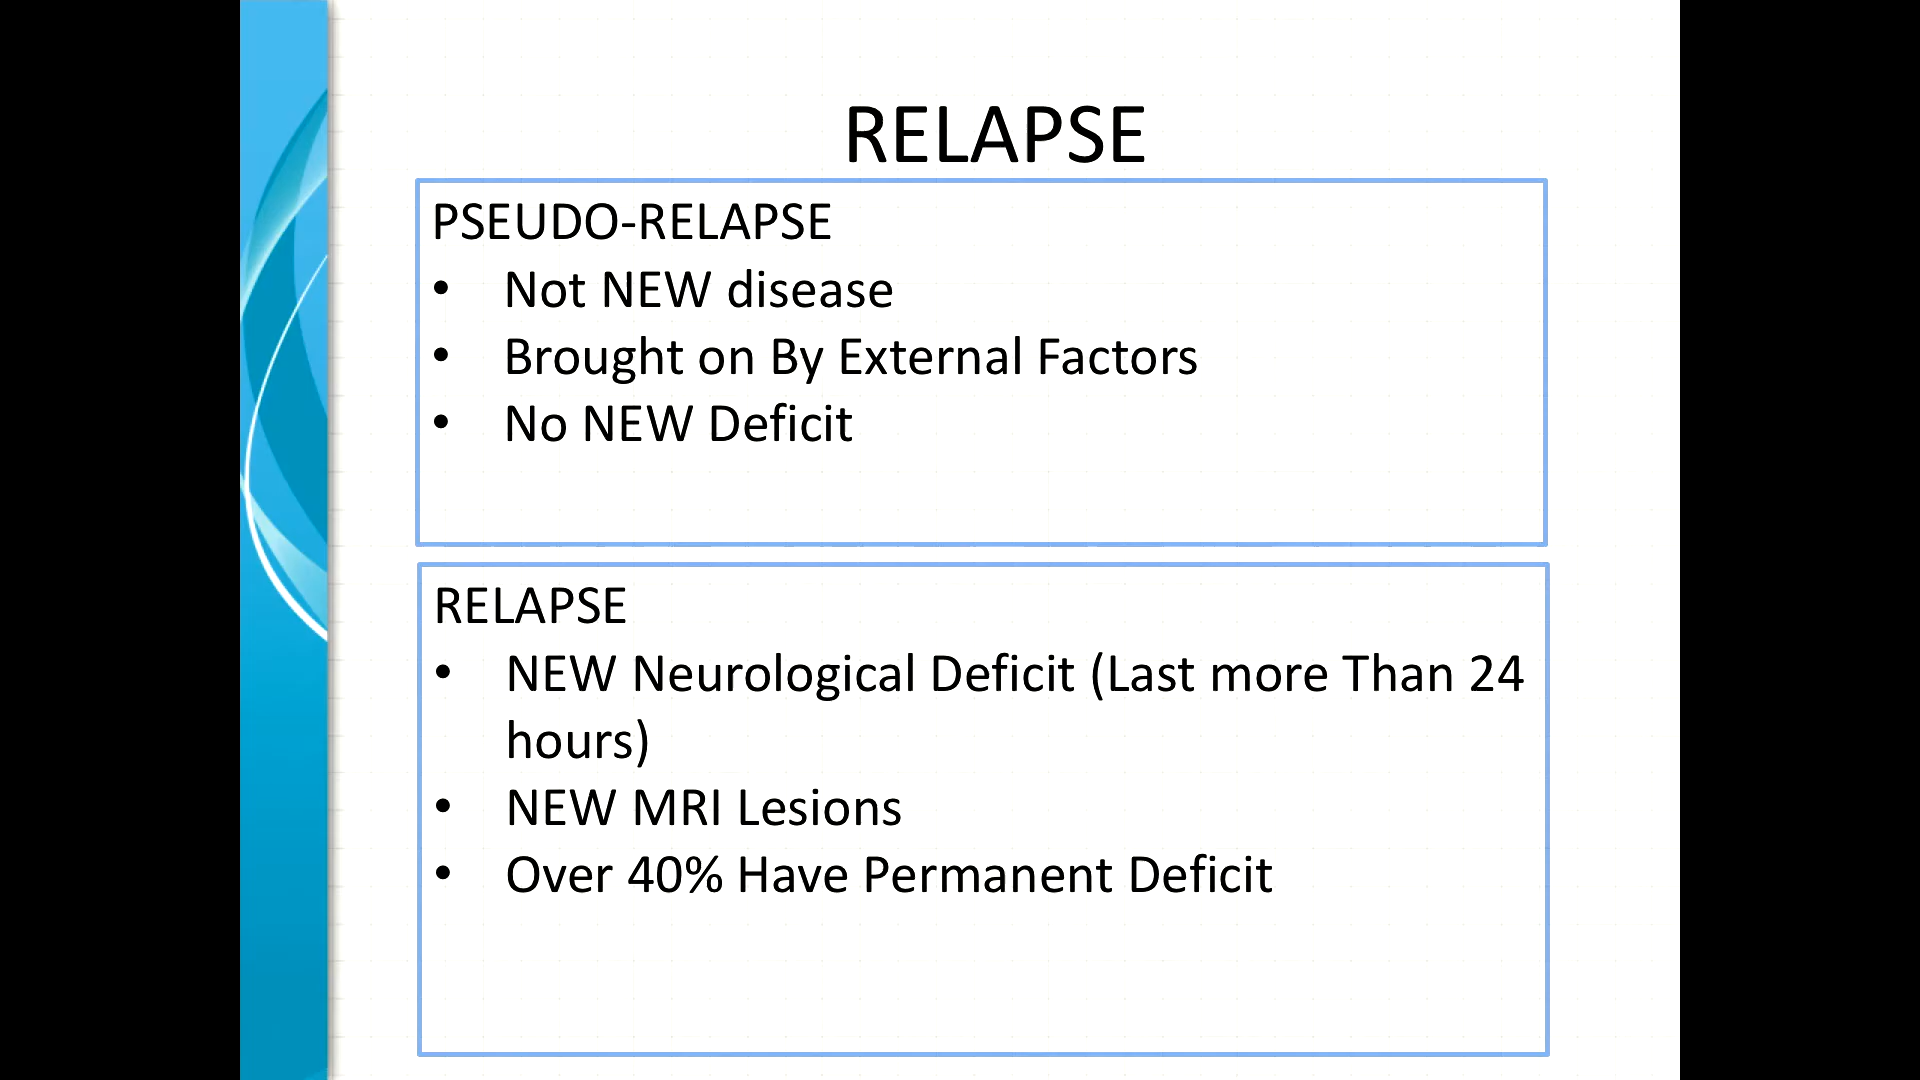 RELAPSE
PSEUDO-RELAPSE
• Not NEW disease
• Brought on By External Factors
• No NEW Deficit
RELAPSE
• NEW Neurological Deficit (Last more Than 24
hours)
• NEW MRI Lesions
• Over 40% Have Permanent Deficit